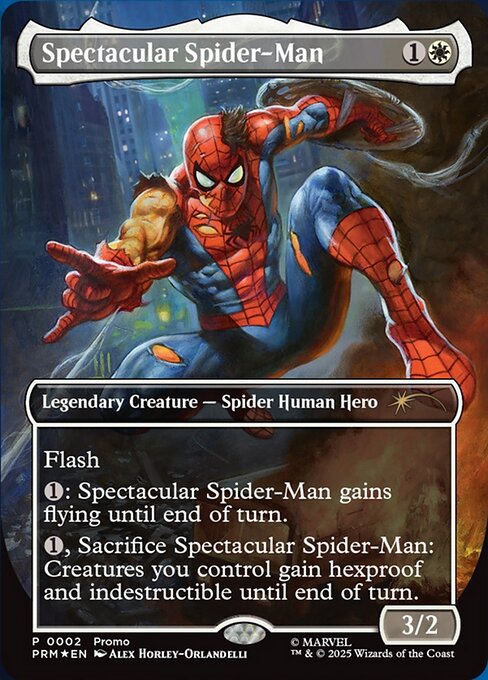 Spectacular Spider-Man 1
Legendary Creature — Spider Human Hero
Flash
1: Spectacular Spider-Man gains
flying until end of turn.
1, Sacrifice Spectacular Spider-Man:
Creatures you control gain hexproof
and indestructible until end of turn.
3/2
P 0002 Promo
PRM★EN Alex Horley-Orlandelli
© MARVEL
™ & © 2025 Wizards of the Coast